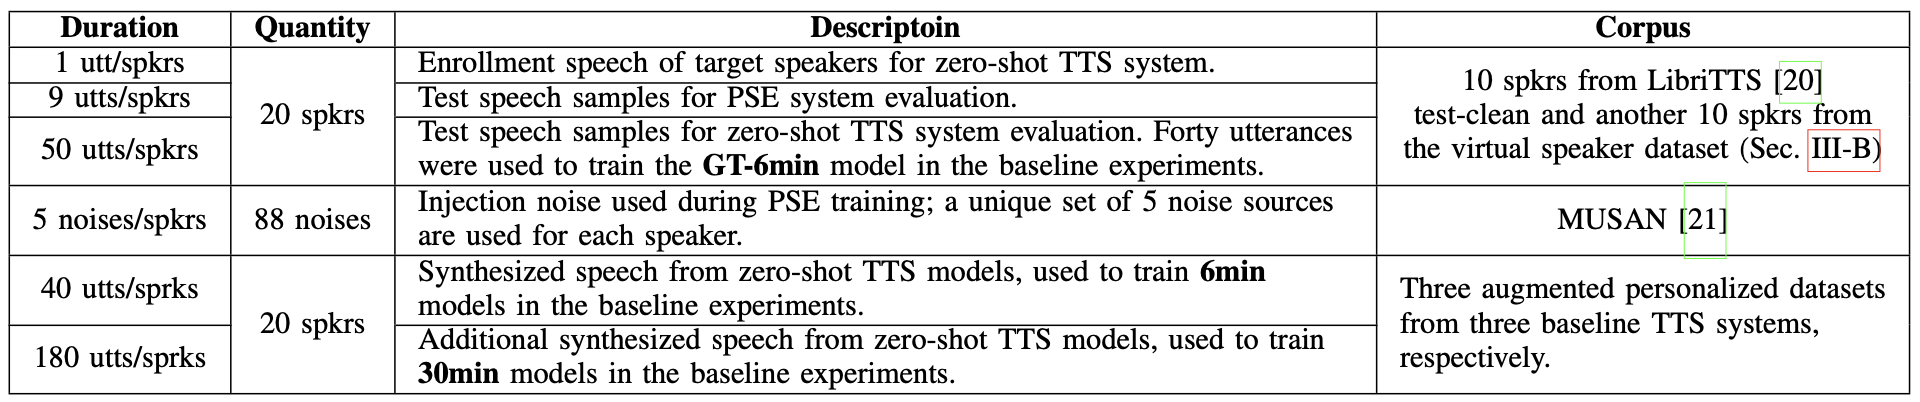 Duration Quantity Descriptoin Corpus
1 utt/spkrs
Enrollment speech of target speakers for zero-shot TTS system.
9 utts/spkrs
Test speech samples for PSE system evaluation.
50 utts/spkrs
Test speech samples for zero-shot TTS system evaluation. Forty utterances
were used to train the GT-6min model in the baseline experiments.
20 spkrs
10 spkrs from LibriTTS [20]
test-clean and another 10 spkrs from
the virtual speaker dataset (Sec. III-B)
5 noises/spkrs
88 noises
Injection noise used during PSE training; a unique set of 5 noise sources
are used for each speaker.
MUSAN [21]
40 utts/sprks
Synthesized speech from zero-shot TTS models, used to train 6min
models in the baseline experiments.
20 spkrs
180 utts/sprks
Additional synthesized speech from zero-shot TTS models, used to train
30min models in the baseline experiments.
Three augmented personalized datasets
from three baseline TTS systems,
respectively.